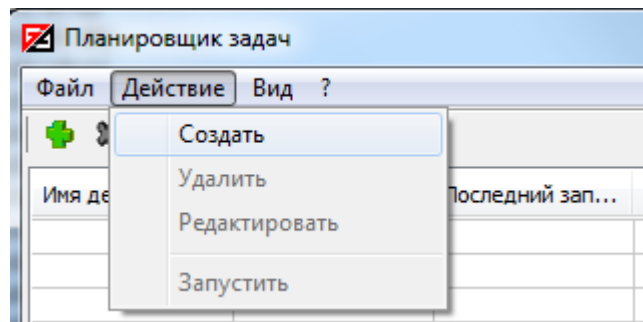 Планировщик задач
Файл Действие Вид ?
Создать
Удалить
Имя де Последний зап...
Редактировать
Запустить